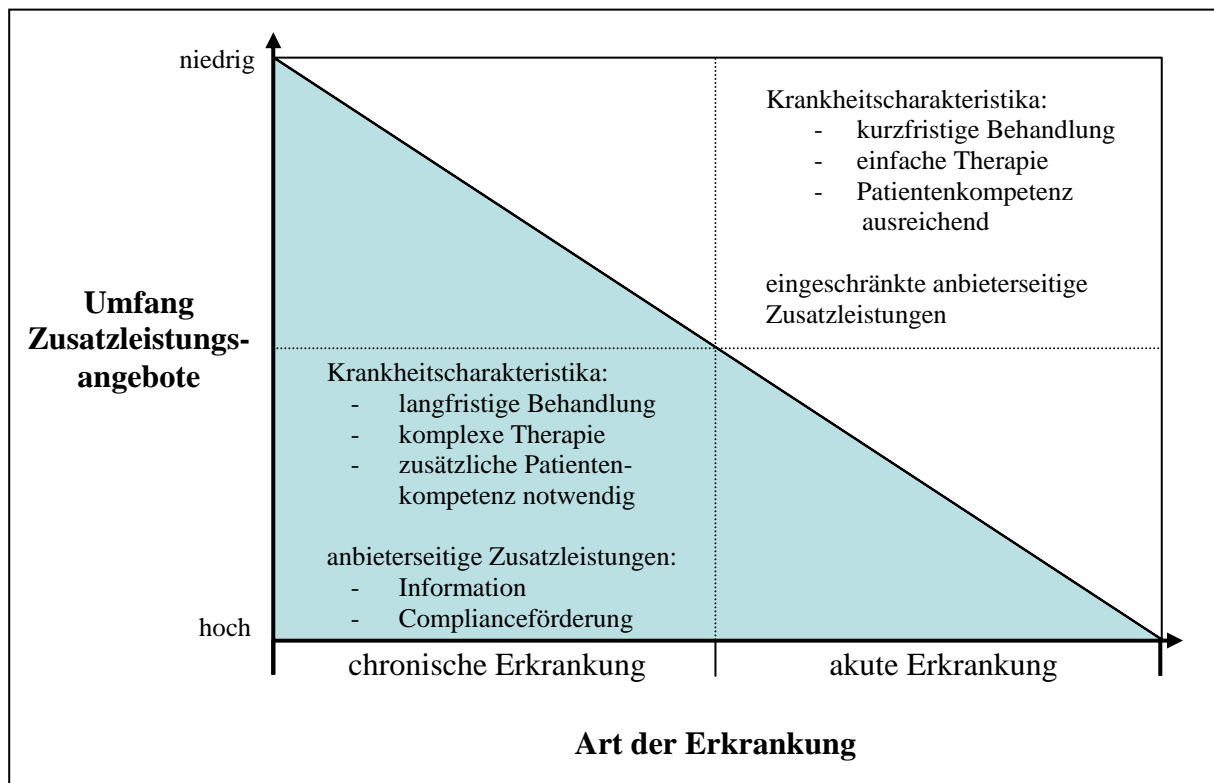 niedrig
Krankheitscharakteristika:
- kurzfristige Behandlung
- einfache Therapie
- Patientenkompetenz
ausreichend
eingeschränkte anbieterseitige
Zusatzleistungen
Umfang
Zusatzleistungs-
angebote
Krankheitscharakteristika:
- langfristige Behandlung
- komplexe Therapie
- zusätzliche Patienten-
kompetenz notwendig
anbieterseitige Zusatzleistungen:
- Information
- Complianceförderung
hoch
chronische Erkrankung
akute Erkrankung
Art der Erkrankung